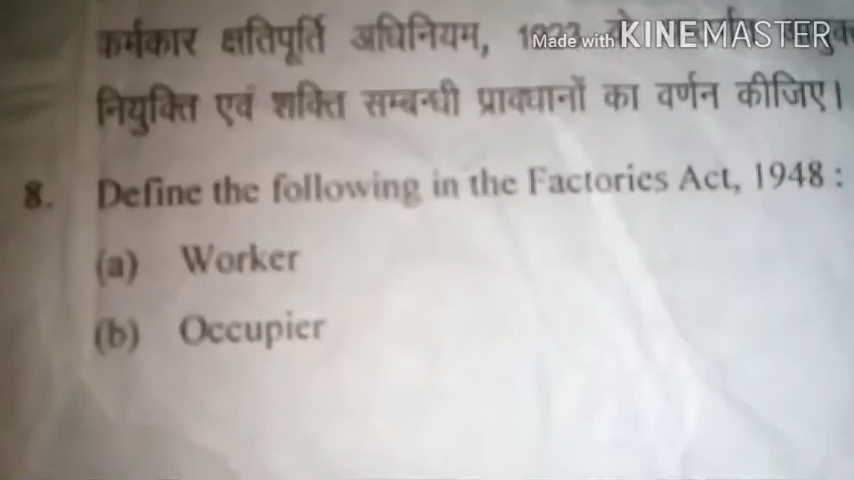 कर्मकार क्षतिपूर्ति अधिनियम,
Made with KINEMASTER
नियुक्ति एवं शक्ति सम्बन्धी प्रावधानों का वर्णन कीजिए।
8. Define the following in the Factories Act, 1948 :
(a) Worker
(b) Occupier